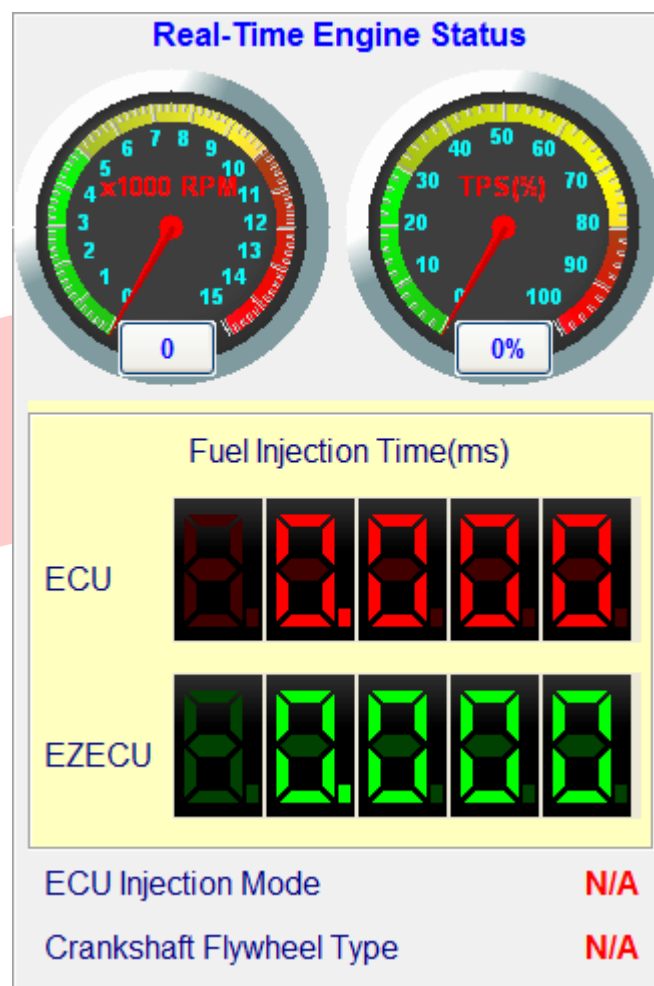 Real-Time Engine Status
0 1 2 3 4 5 6 7 8 9 10 11 12 13 14 15
x1000 RPM
0
0 10 20 30 40 50 60 70 80 90 100
TPS(%)
0%
Fuel Injection Time(ms)
ECU 0.000
EZECU 0.000
ECU Injection Mode N/A
Crankshaft Flywheel Type N/A